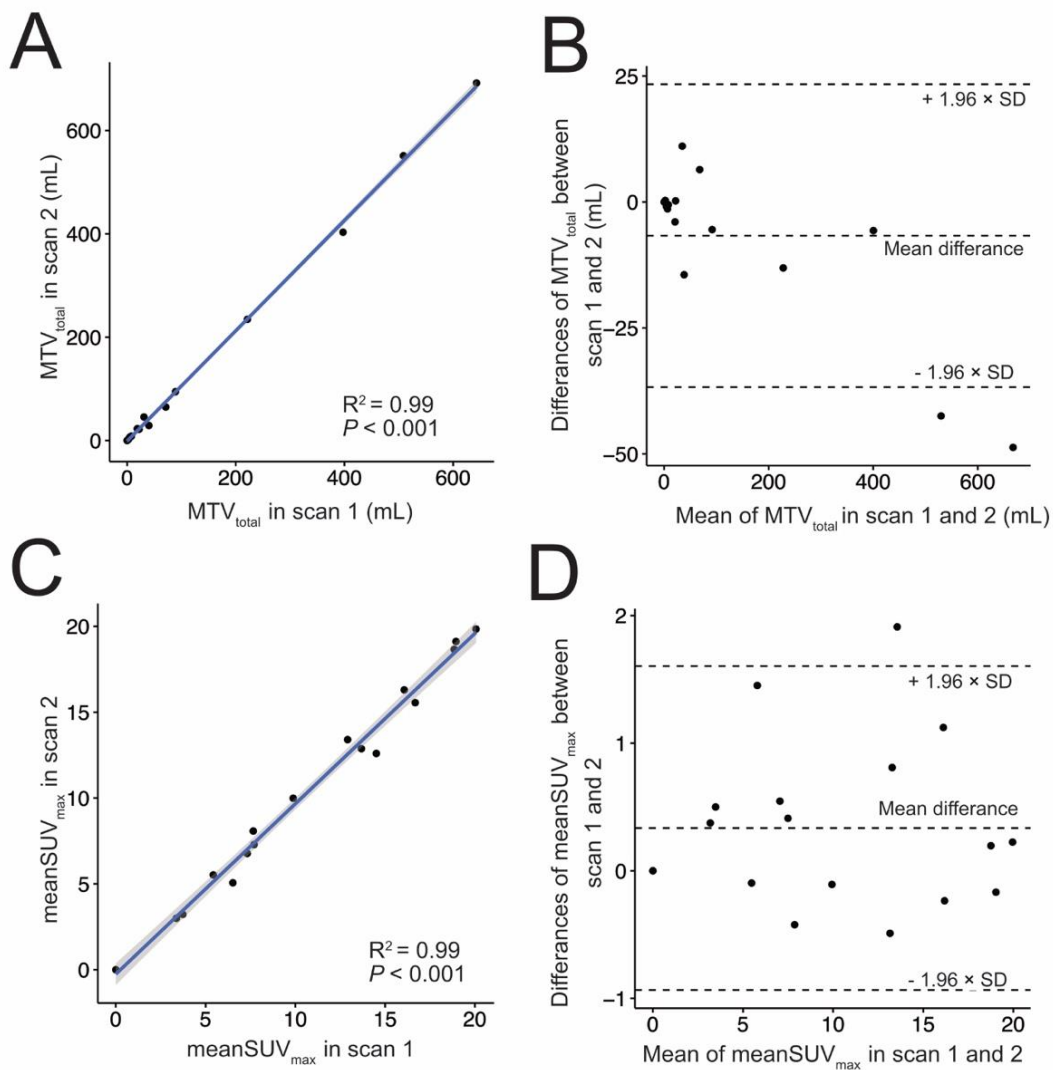 A
MTVtotal in scan 2 (mL)
600
400
200
0
R2 = 0.99
P < 0.001
0 200 400 600
MTVtotal in scan 1 (mL)
B
Differances of MTVtotal between
scan 1 and 2 (mL)
25
0
−25
−50
+ 1.96 × SD
Mean differance
- 1.96 × SD
0 200 400 600
Mean of MTVtotal in scan 1 and 2 (mL)
C
meanSUVmax in scan 2
20
15
10
5
0
R2 = 0.99
P < 0.001
0 5 10 15 20
meanSUVmax in scan 1
D
Differances of meanSUVmax between
scan 1 and 2
2
1
0
−1
+ 1.96 × SD
Mean differance
- 1.96 × SD
0 5 10 15 20
Mean of meanSUVmax in scan 1 and 2